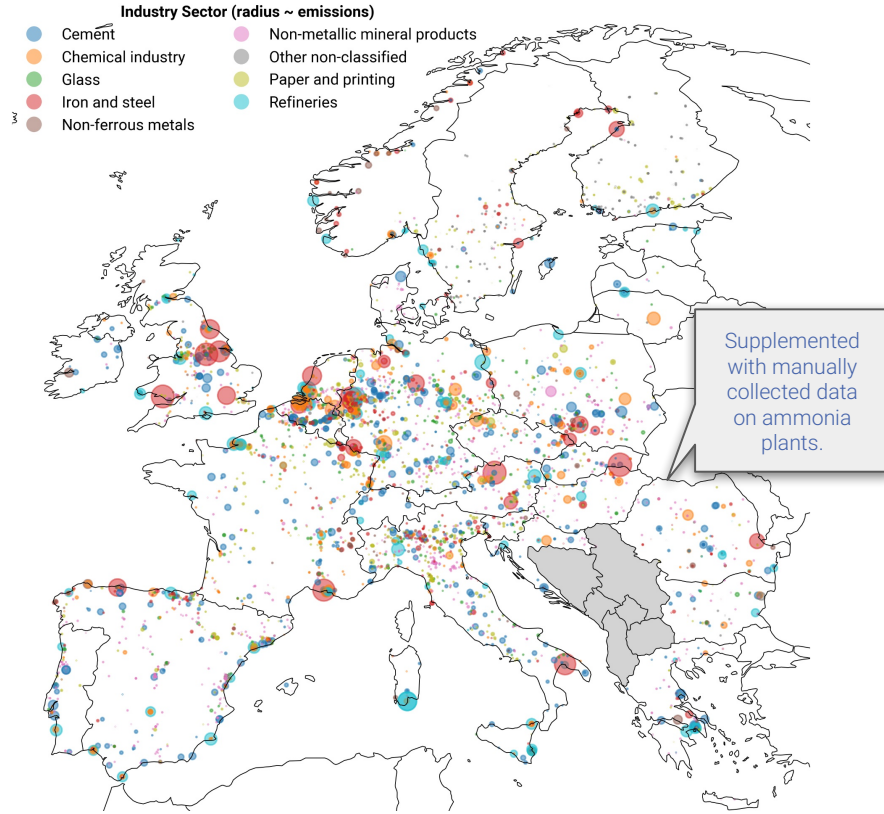 Industry Sector (radius ~ emissions)
Cement
Chemical industry
Glass
Iron and steel
Non-ferrous metals
Non-metallic mineral products
Other non-classified
Paper and printing
Refineries
Supplemented
with manually
collected data
on ammonia
plants.